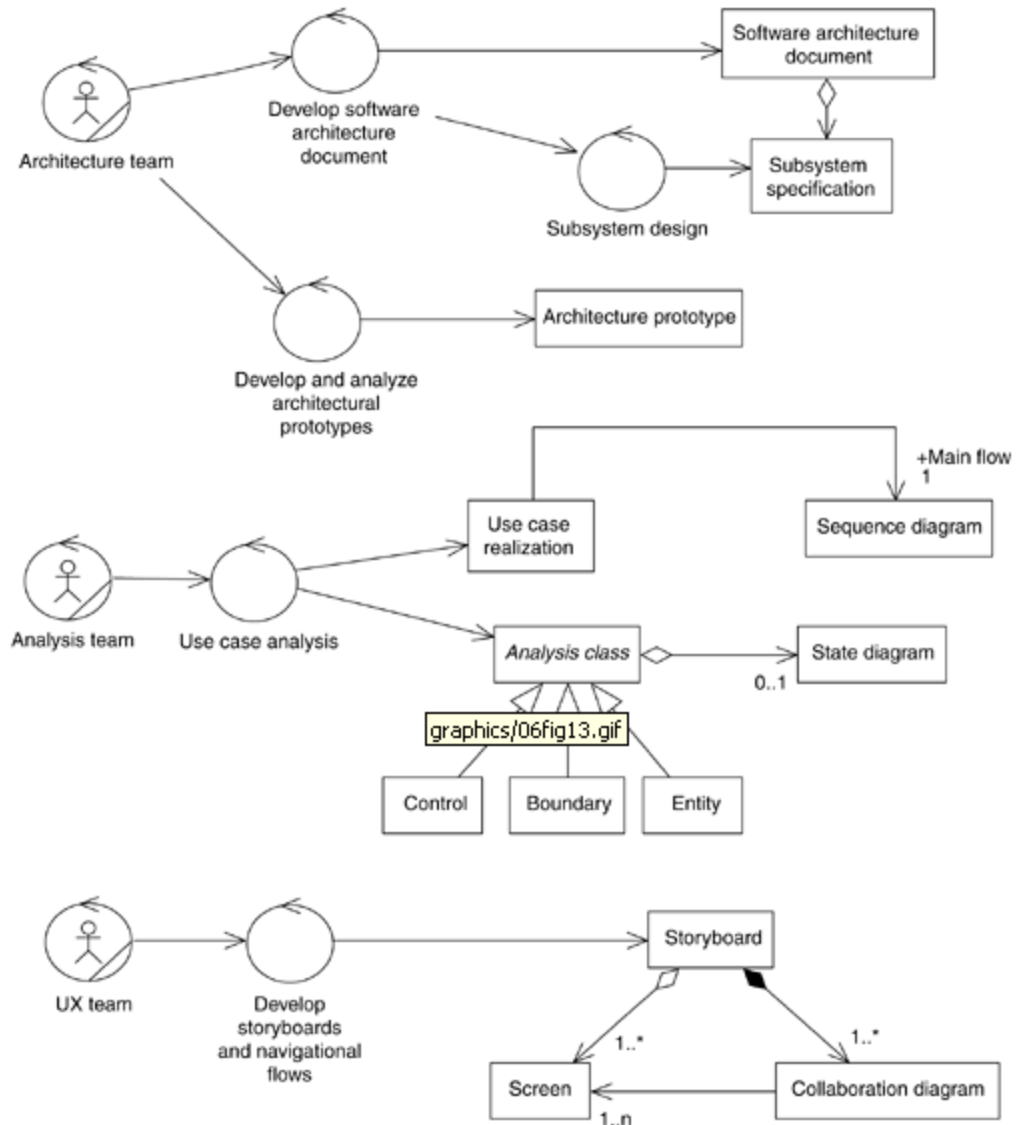 Software architecture
document
Develop software
architecture
document
Architecture team
Subsystem
specification
Subsystem design
Architecture prototype
Develop and analyze
architectural
prototypes
+Main flow
1
Use case
realization
Sequence diagram
Analysis team
Use case analysis
Analysis class
State diagram
0..1
graphics/06fig13.gif
Control
Boundary
Entity
Storyboard
UX team
Develop
storyboards
and navigational
flows
1..*
1..*
Screen
Collaboration diagram
1..n